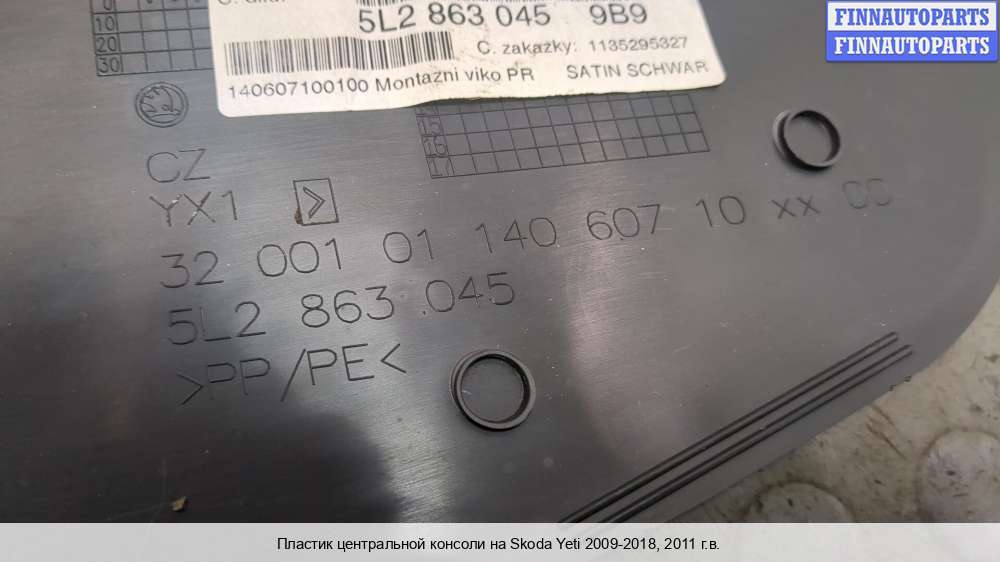 FINNAUTOPARTS
FINNAUTOPARTS
5L2 863 045 9B9
C. zakazky: 1135295327
140607100100 Montazni viko PR SATIN SCHWAR
10
20
30
15
16
17
CZ
YX1
32 001 01 140 607 10 xx 00
5L2 863 045
>PP/PE<
Пластик центральной консоли на Skoda Yeti 2009-2018, 2011 г.в.